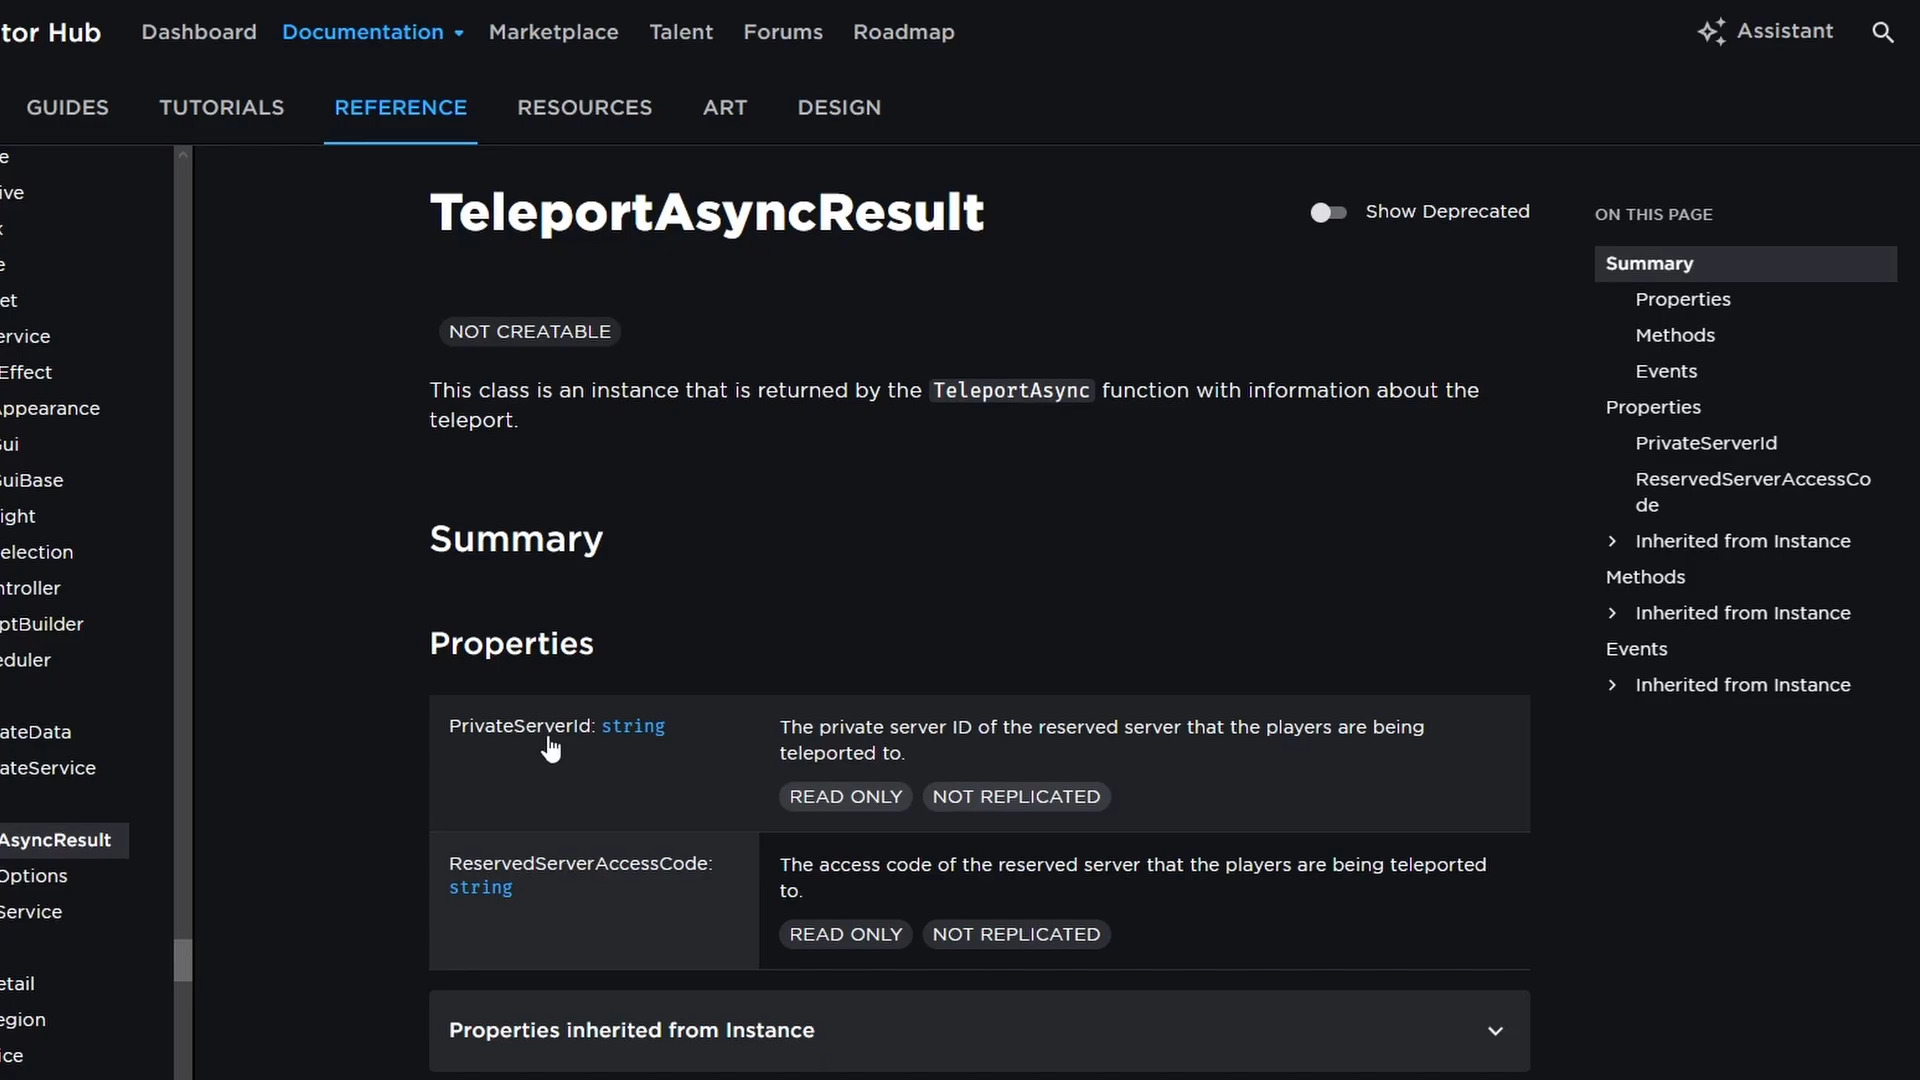 tor Hub
Dashboard
Documentation
Marketplace
Talent
Forums
Roadmap
Assistant
GUIDES
TUTORIALS
REFERENCE
RESOURCES
ART
DESIGN
e
ive
et
ervice
Effect
Appearance
Gui
GuiBase
ight
election
ntroller
ptBuilder
eduler
ateData
ateService
AsyncResult
Options
Service
etail
egion
ice
TeleportAsyncResult
Show Deprecated
NOT CREATABLE
This class is an instance that is returned by the TeleportAsync function with information about the
teleport.
Summary
Properties
PrivateServerId: string
The private server ID of the reserved server that the players are being
teleported to.
READ ONLY
NOT REPLICATED
ReservedServerAccessCode:
string
The access code of the reserved server that the players are being teleported
to.
READ ONLY
NOT REPLICATED
Properties inherited from Instance
ON THIS PAGE
Summary
Properties
Methods
Events
Properties
PrivateServerId
ReservedServerAccessCo
de
Inherited from Instance
Methods
Inherited from Instance
Events
Inherited from Instance